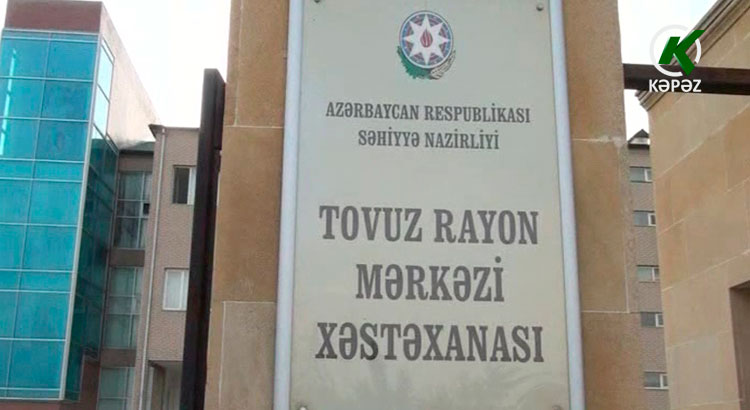 KƏPƏZ
AZƏRBAYCAN RESPUBLİKASI
SƏHİYYƏ NAZİRLİYİ
TOVUZ RAYON
MƏRKƏZİ
XƏSTƏXANASI